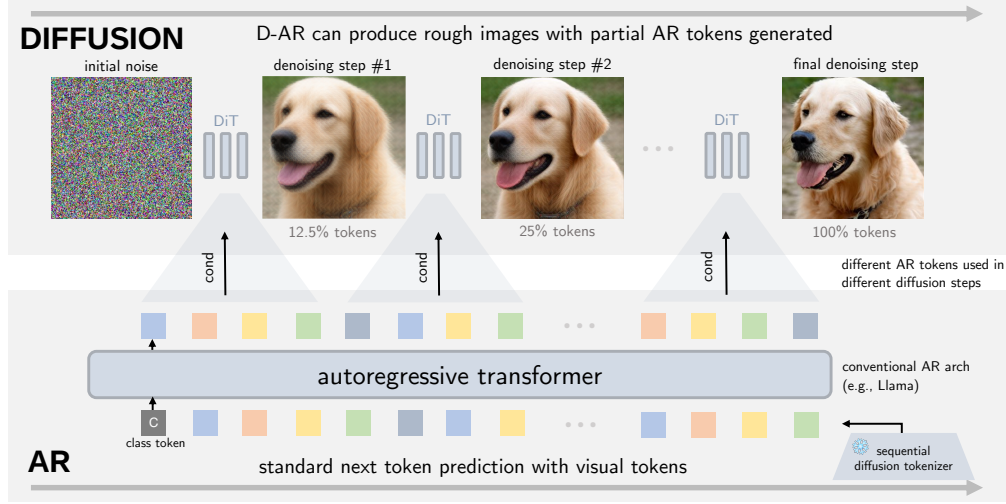 DIFFUSION
D-AR can produce rough images with partial AR tokens generated
initial noise
denoising step #1
denoising step #2
final denoising step
DiT
DiT
DiT
12.5% tokens
25% tokens
100% tokens
cond
cond
cond
different AR tokens used in
different diffusion steps
autoregressive transformer
conventional AR arch
(e.g., Llama)
C
class token
sequential
diffusion tokenizer
AR
standard next token prediction with visual tokens